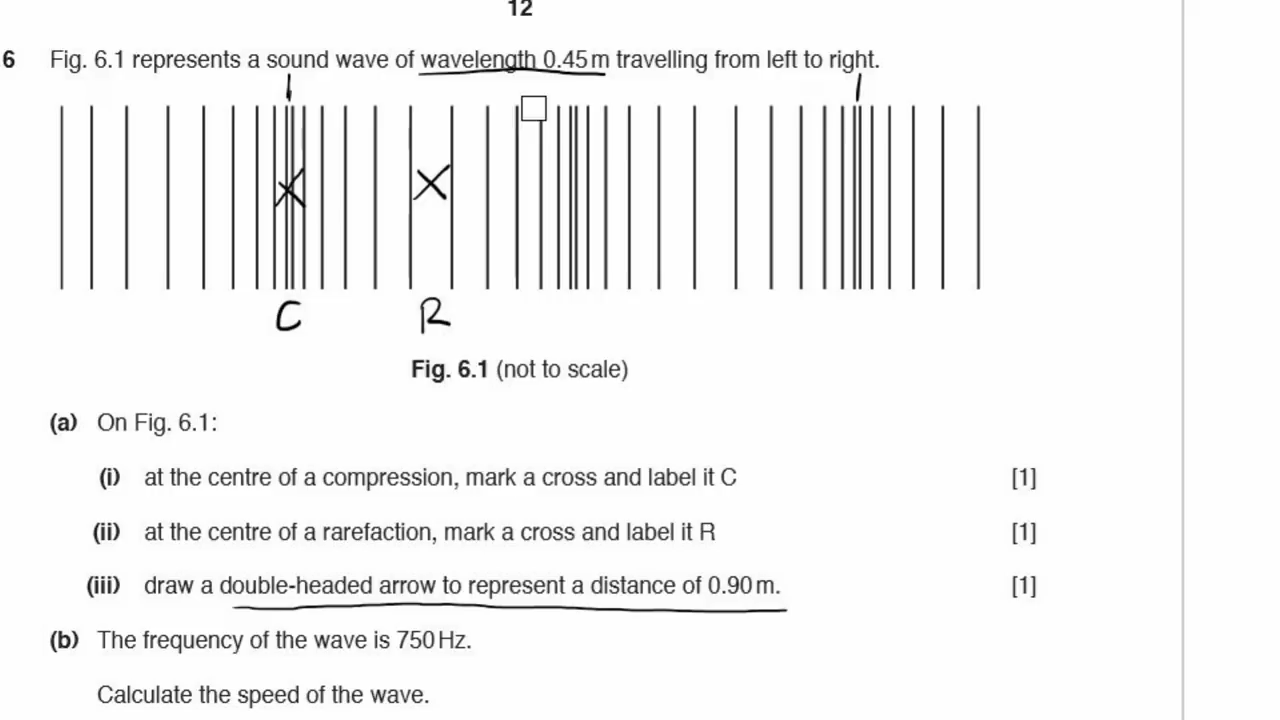 12
6 Fig. 6.1 represents a sound wave of wavelength 0.45 m travelling from left to right.
C R
Fig. 6.1 (not to scale)
(a) On Fig. 6.1:
(i) at the centre of a compression, mark a cross and label it C [1]
(ii) at the centre of a rarefaction, mark a cross and label it R [1]
(iii) draw a double-headed arrow to represent a distance of 0.90 m. [1]
(b) The frequency of the wave is 750 Hz.
Calculate the speed of the wave.